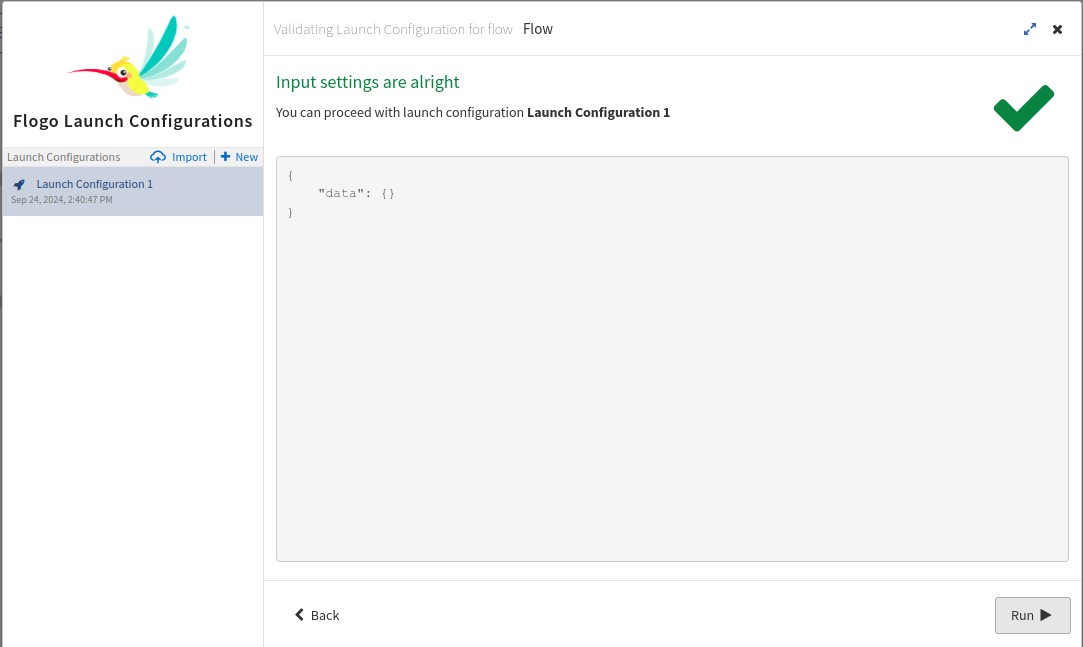 Validating Launch Configuration for flow Flow
™
Flogo Launch Configurations
Launch Configurations Import New
Launch Configuration 1
Sep 24, 2024, 2:40:47 PM
Input settings are alright
You can proceed with launch configuration Launch Configuration 1
{
"data": {}
}
Back
Run